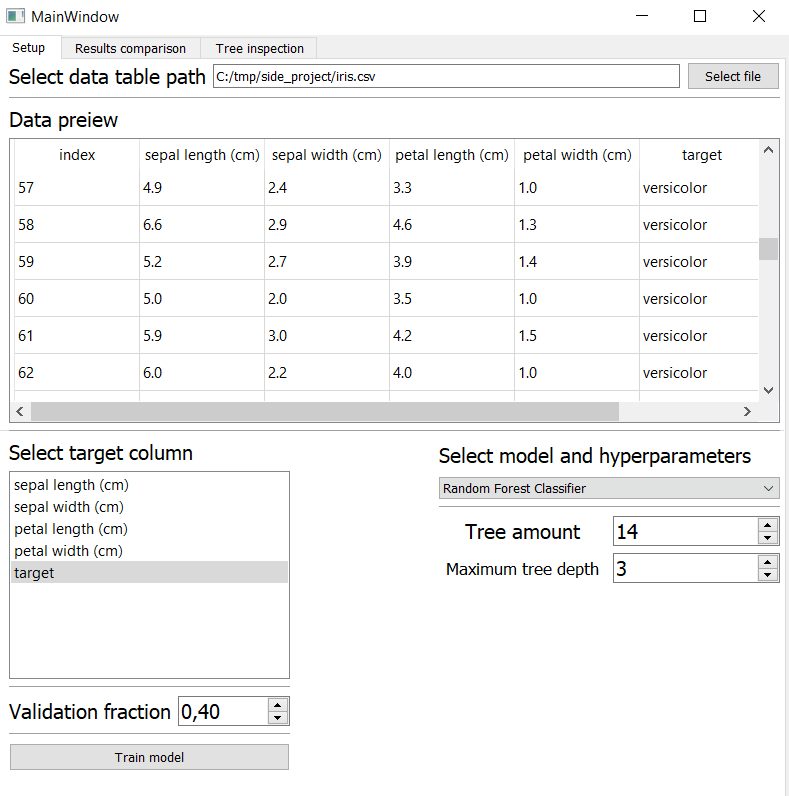 MainWindow
Setup Results comparison Tree inspection
Select data table path C:/tmp/side_project/iris.csv Select file
Data preiew
index sepal length (cm) sepal width (cm) petal length (cm) petal width (cm) target
57 4.9 2.4 3.3 1.0 versicolor
58 6.6 2.9 4.6 1.3 versicolor
59 5.2 2.7 3.9 1.4 versicolor
60 5.0 2.0 3.5 1.0 versicolor
61 5.9 3.0 4.2 1.5 versicolor
62 6.0 2.2 4.0 1.0 versicolor
Select target column
sepal length (cm)
sepal width (cm)
petal length (cm)
petal width (cm)
target
Validation fraction 0,40
Train model
Select model and hyperparameters
Random Forest Classifier
Tree amount 14
Maximum tree depth 3